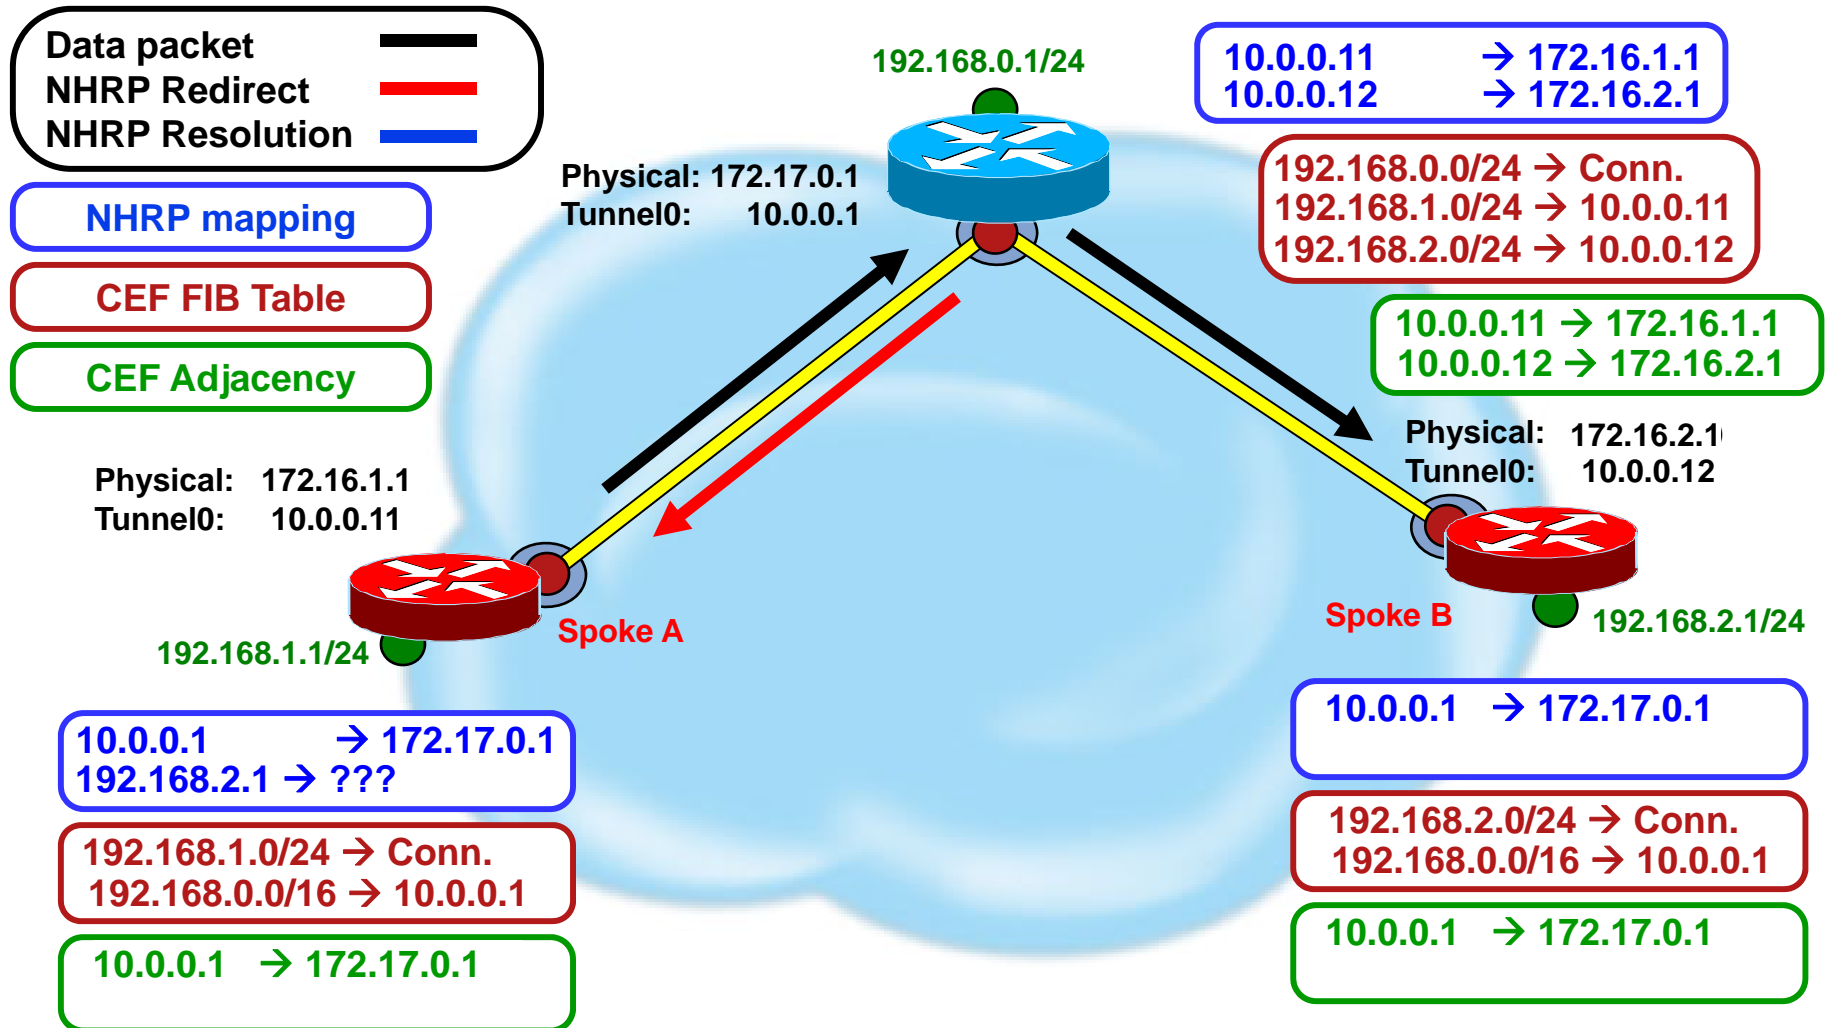 Data packet
NHRP Redirect
NHRP Resolution
NHRP mapping
CEF FIB Table
CEF Adjacency
192.168.0.1/24
Physical: 172.17.0.1
Tunnel0: 10.0.0.1
10.0.0.11 → 172.16.1.1
10.0.0.12 → 172.16.2.1
192.168.0.0/24 → Conn.
192.168.1.0/24 → 10.0.0.11
192.168.2.0/24 → 10.0.0.12
10.0.0.11 → 172.16.1.1
10.0.0.12 → 172.16.2.1
Physical: 172.16.2.1
Tunnel0: 10.0.0.12
Physical: 172.16.1.1
Tunnel0: 10.0.0.11
Spoke A
192.168.1.1/24
Spoke B
192.168.2.1/24
10.0.0.1 → 172.17.0.1
192.168.2.1 → ???
192.168.1.0/24 → Conn.
192.168.0.0/16 → 10.0.0.1
10.0.0.1 → 172.17.0.1
10.0.0.1 → 172.17.0.1
192.168.2.0/24 → Conn.
192.168.0.0/16 → 10.0.0.1
10.0.0.1 → 172.17.0.1